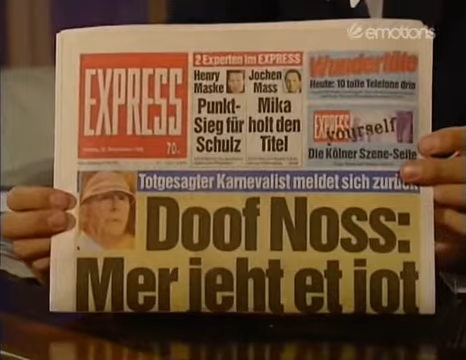 emotions
2 Experten im EXPRESS
Henry Maske
Punkt-
Sieg für
Schulz
Jochen Mass
Mika
holt den
Titel
EXPRESS
70.
Wundertüte
Heute: 10 tolle Telefone drin
EXPRESS
yourself
Die Kölner Szene-Seite
Totgesagter Karnevalist meldet sich zurück
Doof Noss:
Mer jeht et jot